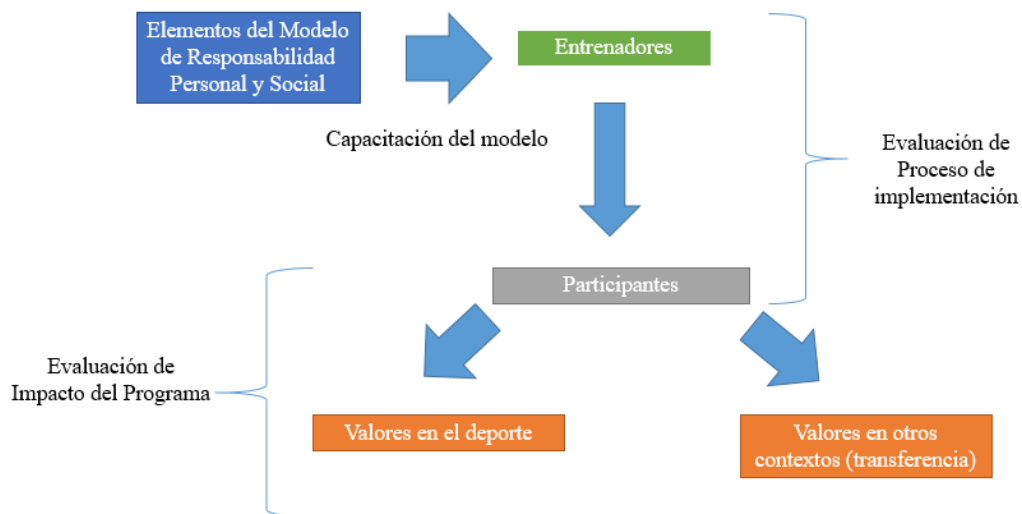 Elementos del Modelo
de Responsabilidad
Personal y Social
Entrenadores
Capacitación del modelo
Evaluación de
Proceso de
implementación
Participantes
Evaluación de
Impacto del Programa
Valores en el deporte
Valores en otros
contextos (transferencia)